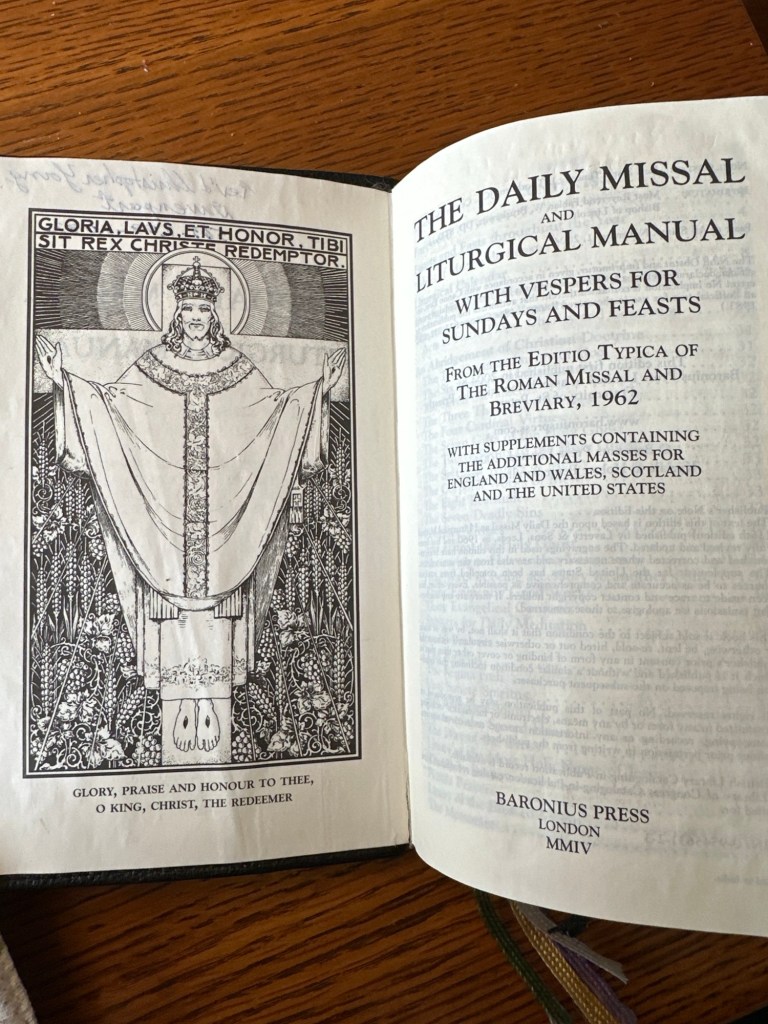 GLORIA, LAVS, ET HONOR, TIBI
SIT REX CHRISTE REDEMPTOR.
GLORY, PRAISE AND HONOUR TO THEE,
O KING, CHRIST, THE REDEEMER
THE DAILY MISSAL
AND
LITURGICAL MANUAL
WITH VESPERS FOR
SUNDAYS AND FEASTS
FROM THE EDITIO TYPICA OF
THE ROMAN MISSAL AND
BREVIARY, 1962
WITH SUPPLEMENTS CONTAINING
THE ADDITIONAL MASSES FOR
ENGLAND AND WALES, SCOTLAND
AND THE UNITED STATES
BARONIUS PRESS
LONDON
MMIV